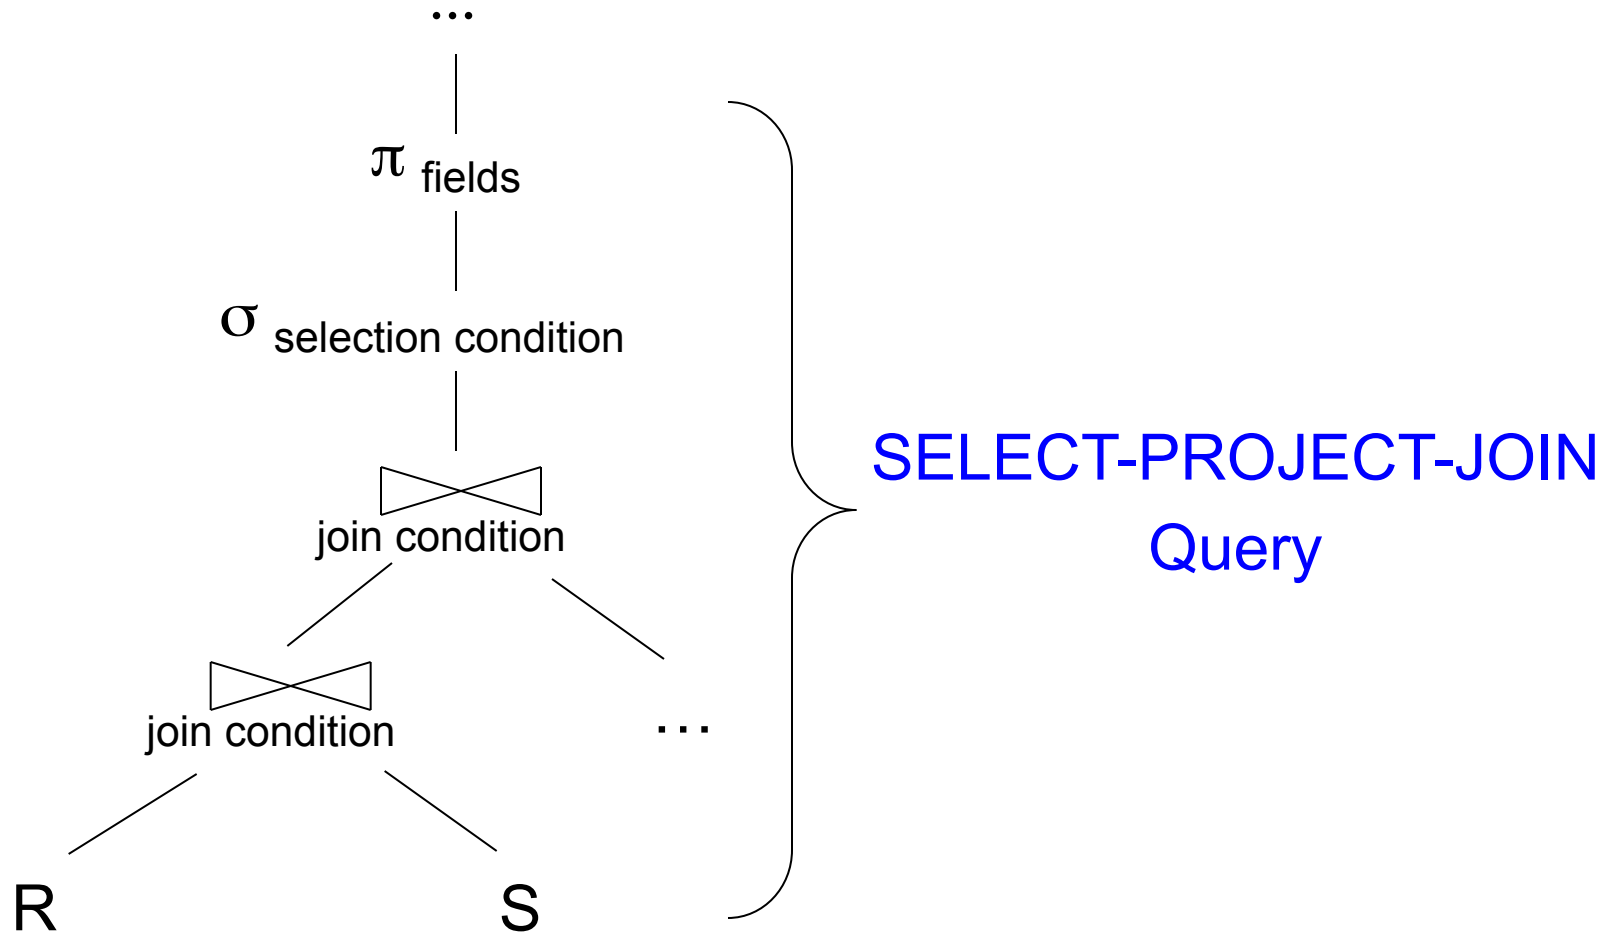 ...
π fields
σ selection condition
join condition
join condition
...
R
S
SELECT-PROJECT-JOIN
Query